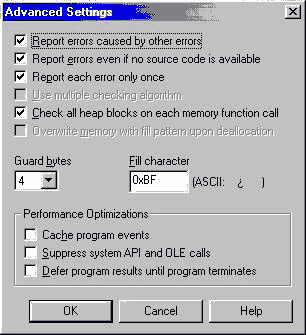 Advanced Settings
Report errors caused by other errors
Report errors even if no source code is available
Report each error only once
Use multiple checking algorithm
Check all heap blocks on each memory function call
Overwrite memory with fill pattern upon deallocation
Guard bytes
Fill character
4
0xBF
(ASCII: ¿ )
Performance Optimizations
Cache program events
Suppress system API and OLE calls
Defer program results until program terminates
OK
Cancel
Help